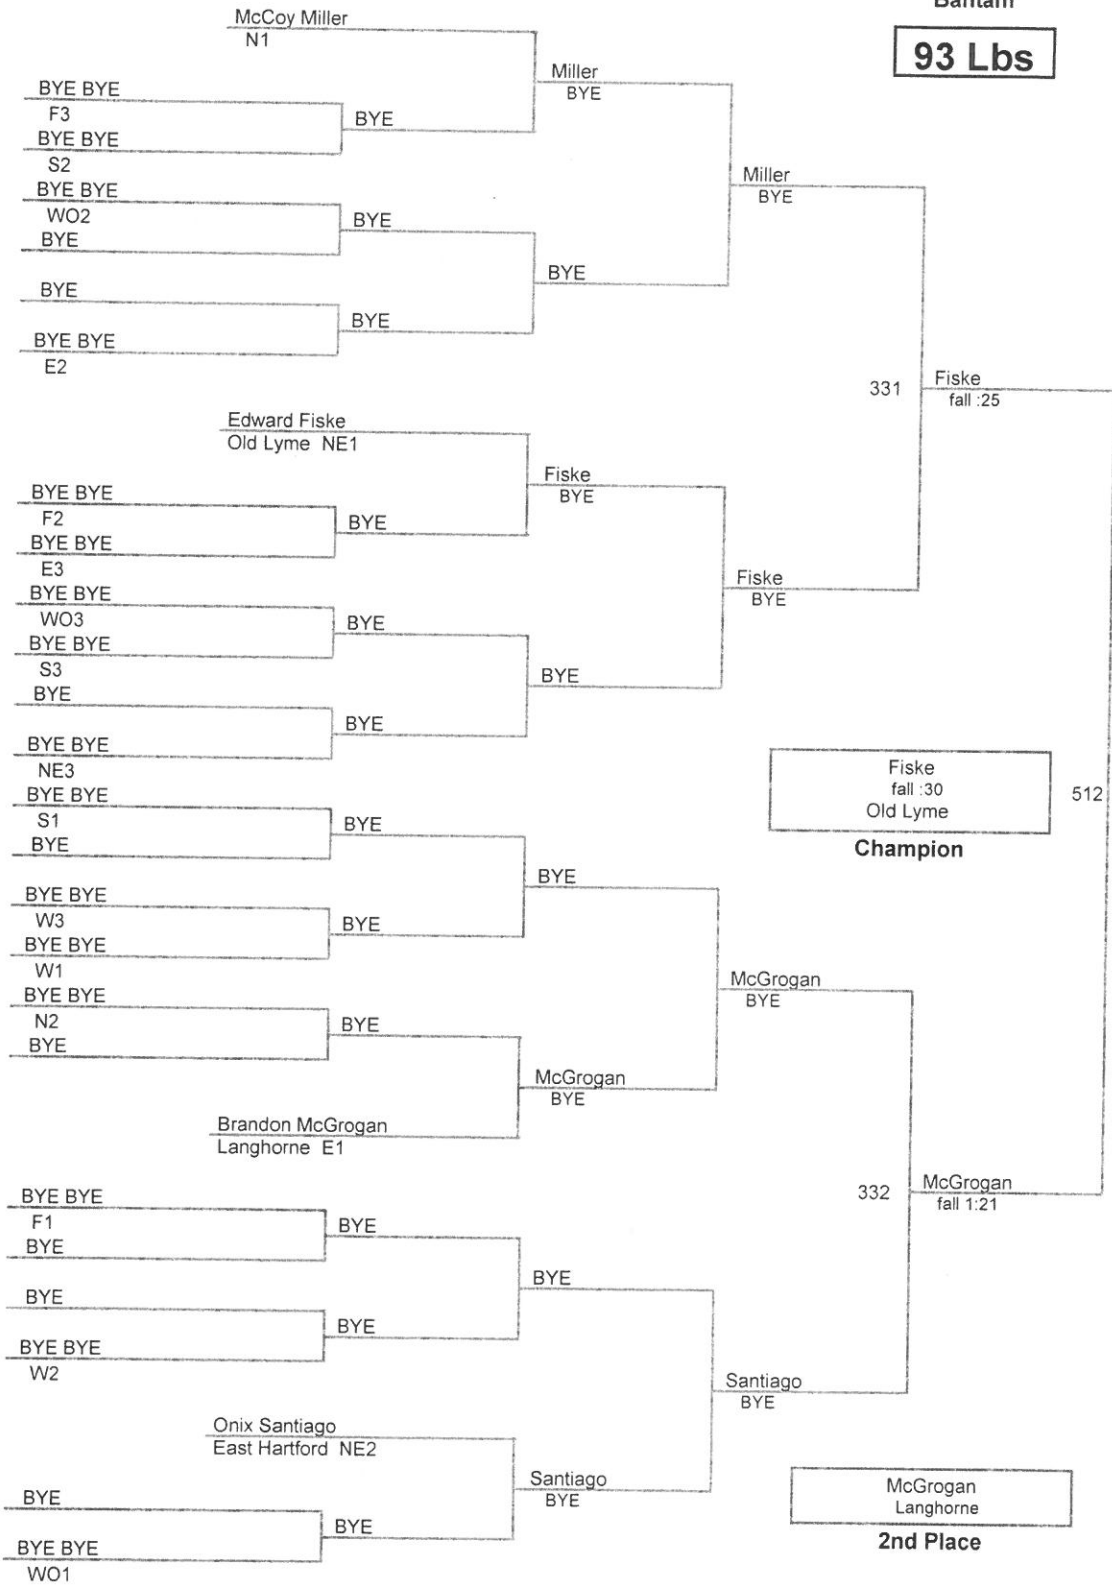 Bantam
93 Lbs
McCoy Miller
N1
Miller
BYE
BYE BYE
F3
BYE
BYE BYE
S2
Miller
BYE
BYE BYE
WO2
BYE
BYE
BYE
BYE
BYE
BYE BYE
E2
331
Fiske
fall :25
Edward Fiske
Old Lyme NE1
Fiske
BYE
BYE BYE
F2
BYE
BYE BYE
E3
Fiske
BYE
BYE BYE
WO3
BYE
BYE BYE
S3
BYE
BYE
BYE
BYE BYE
NE3
Fiske
fall :30
Old Lyme
Champion
512
BYE BYE
S1
BYE
BYE
BYE
BYE BYE
W3
BYE
BYE BYE
W1
McGrogan
BYE
BYE BYE
N2
BYE
BYE
McGrogan
BYE
Brandon McGrogan
Langhorne E1
332
McGrogan
fall 1:21
BYE BYE
F1
BYE
BYE
BYE
BYE
BYE
BYE BYE
W2
Santiago
BYE
Onix Santiago
East Hartford NE2
Santiago
BYE
BYE
BYE
BYE BYE
WO1
McGrogan
Langhorne
2nd Place